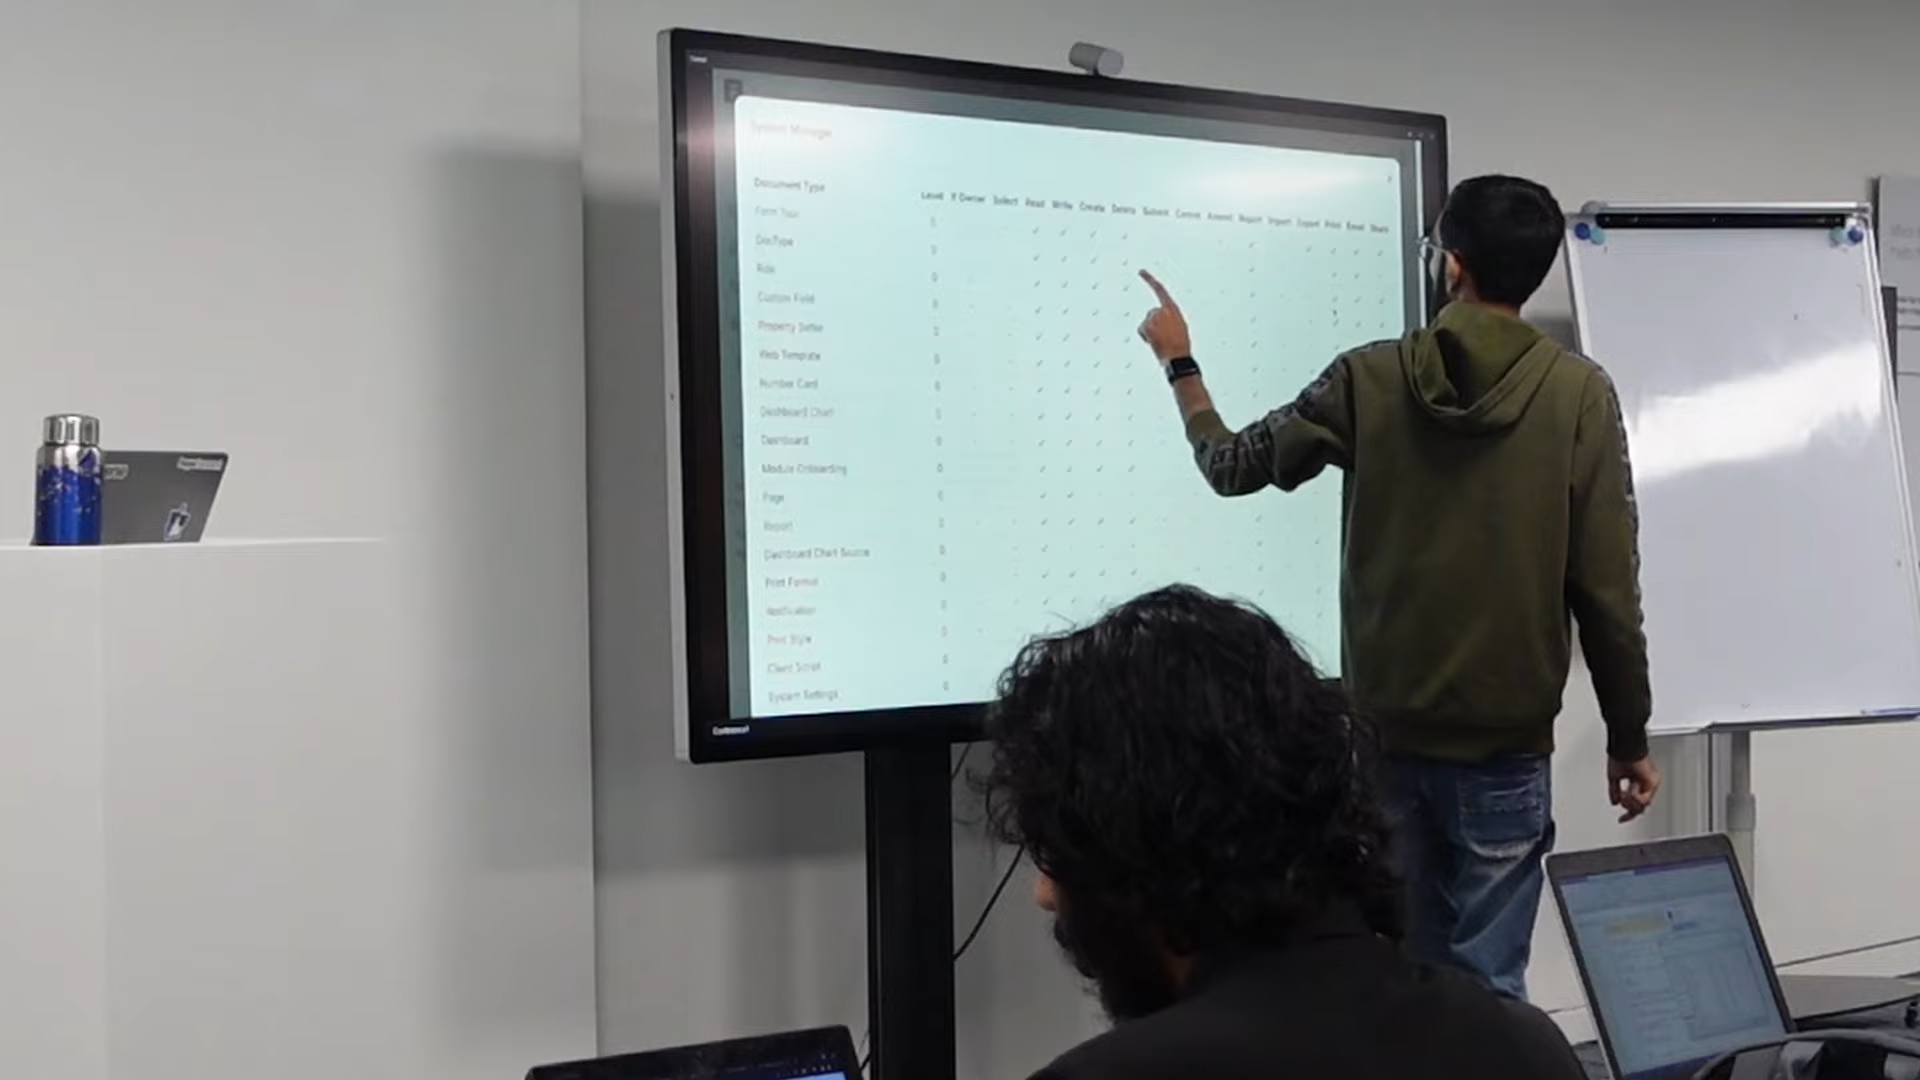 System Manager
Document Type
Level If Owner Select Read Write Create Delete Submit Cancel Amend Report Import Export Print Email Share
Form Tour
DocType
Role
Custom Field
Property Setter
Web Template
Number Card
Dashboard Chart
Dashboard
Module Onboarding
Page
Report
Dashboard Chart Source
Print Format
Notification
Print Style
Client Script
System Settings